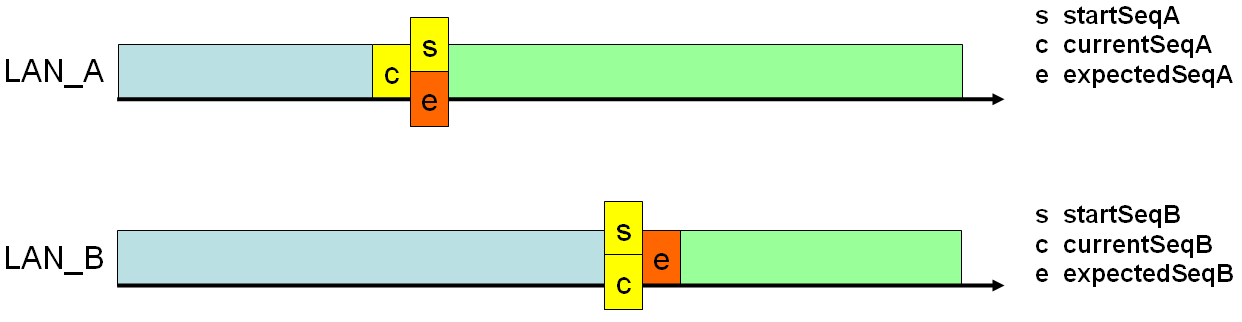 s startSeqA
c currentSeqA
e expectedSeqA
LAN_A
c
s
e
s startSeqB
c currentSeqB
e expectedSeqB
LAN_B
s
c
e